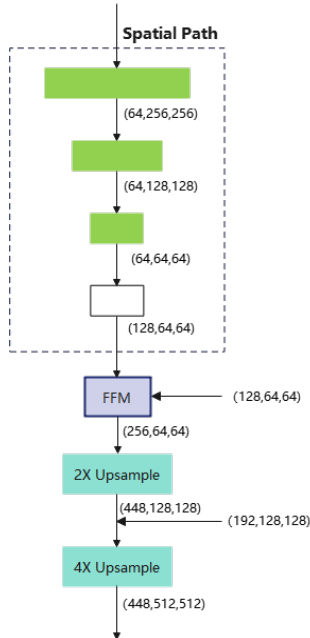 Spatial Path
(64,256,256)
(64,128,128)
(64,64,64)
(128,64,64)
FFM
(128,64,64)
(256,64,64)
2X Upsample
(448,128,128)
(192,128,128)
4X Upsample
(448,512,512)